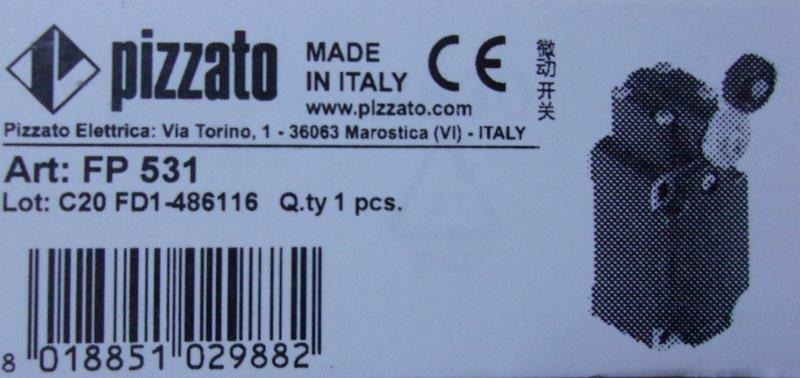 pizzato
MADE
IN ITALY
www.pizzato.com
CE
微动开关
Pizzato Elettrica: Via Torino, 1 - 36063 Marostica (VI) - ITALY
Art: FP 531
Lot: C20 FD1-486116 Q.ty 1 pcs.
8 018851 029882
PAP